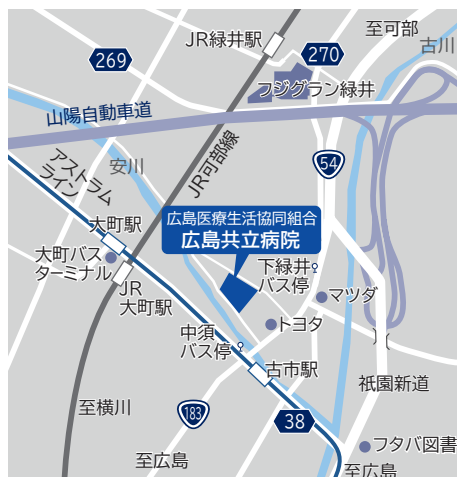 JR緑井駅
至可部
古川
269
270
フジグラン緑井
山陽自動車道
54
アストラム
ライン
安川
JR可部線
広島医療生活協同組合
広島共立病院
大町駅
大町バス
ターミナル
下緑井
バス停
マツダ
JR
大町駅
トヨタ
中須
バス停
古市駅
祇園新道
至横川
183
38
フタバ図書
至広島
至広島